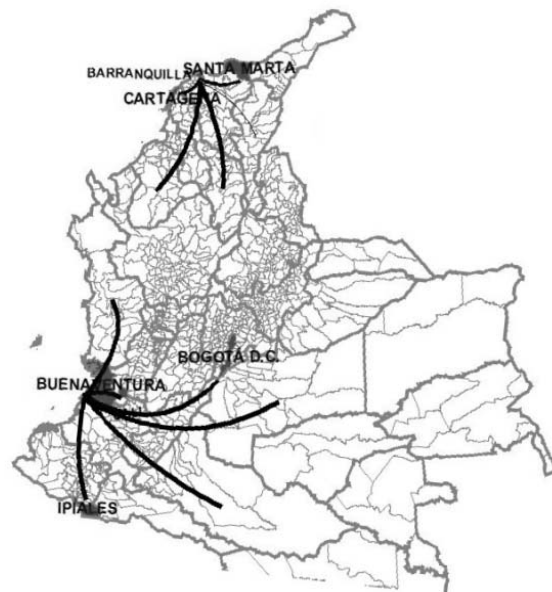 SANTA MARTA
BARRANQUILLA
CARTAGENA
BOGOTÁ D.C.
BUENAVENTURA
IPIALES